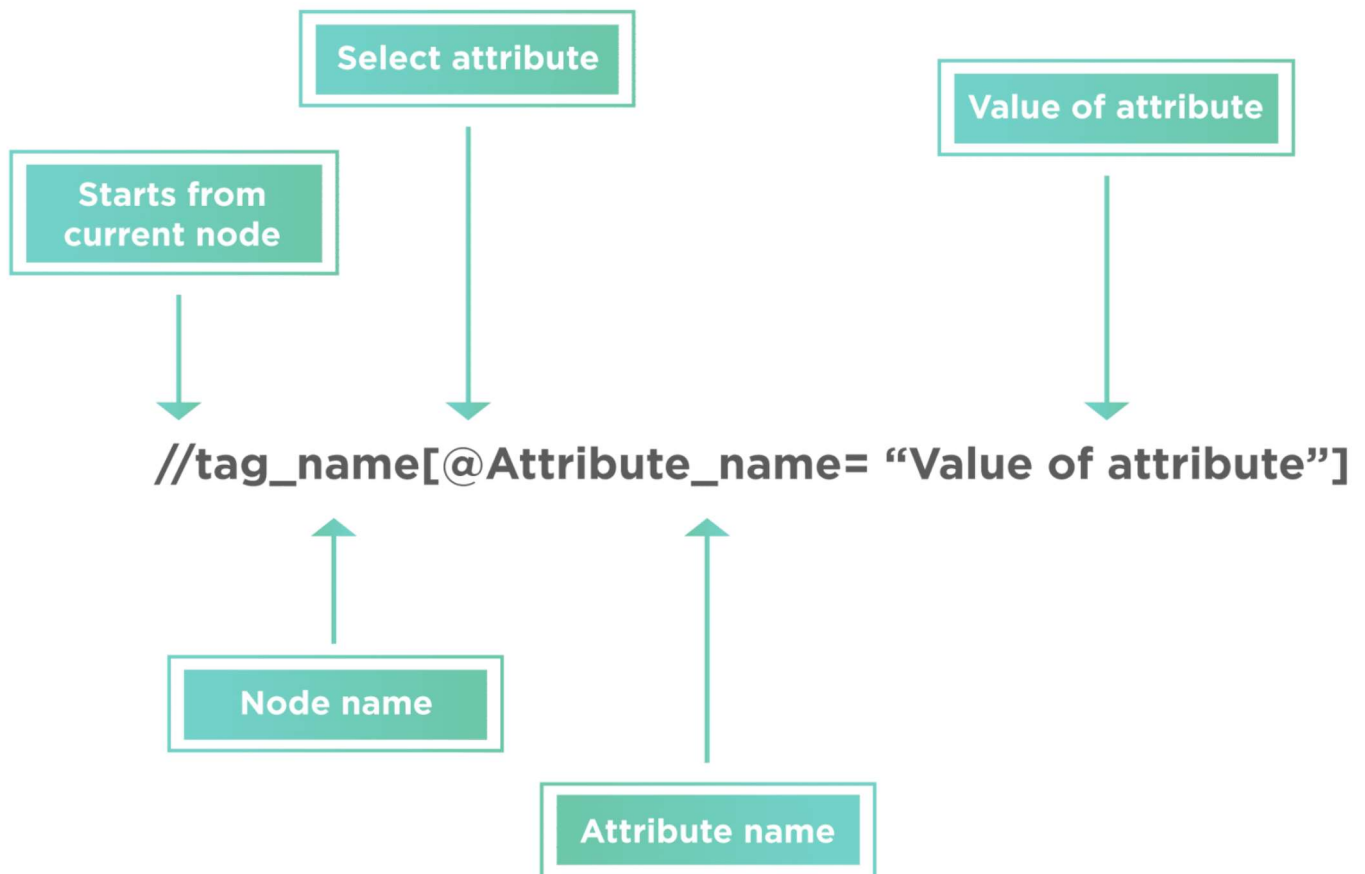 Select attribute
Value of attribute
Starts from
current node
//tag_name[@Attribute_name= “Value of attribute”]
Node name
Attribute name